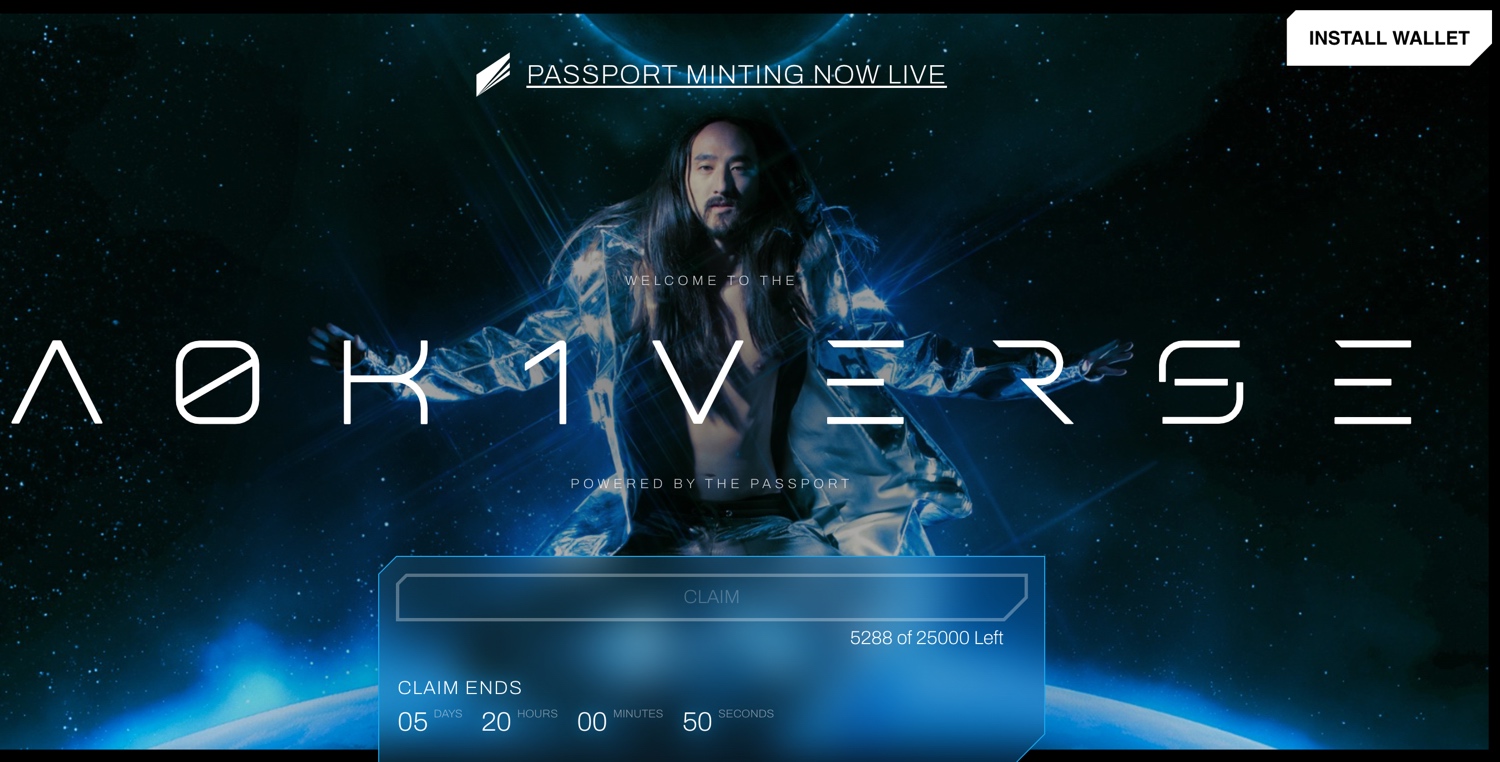 INSTALL WALLET
PASSPORT MINTING NOW LIVE
WELCOME TO THE
A0K1VERSE
POWERED BY THE PASSPORT
CLAIM
5288 of 25000 Left
CLAIM ENDS
05 DAYS 20 HOURS 00 MINUTES 50 SECONDS